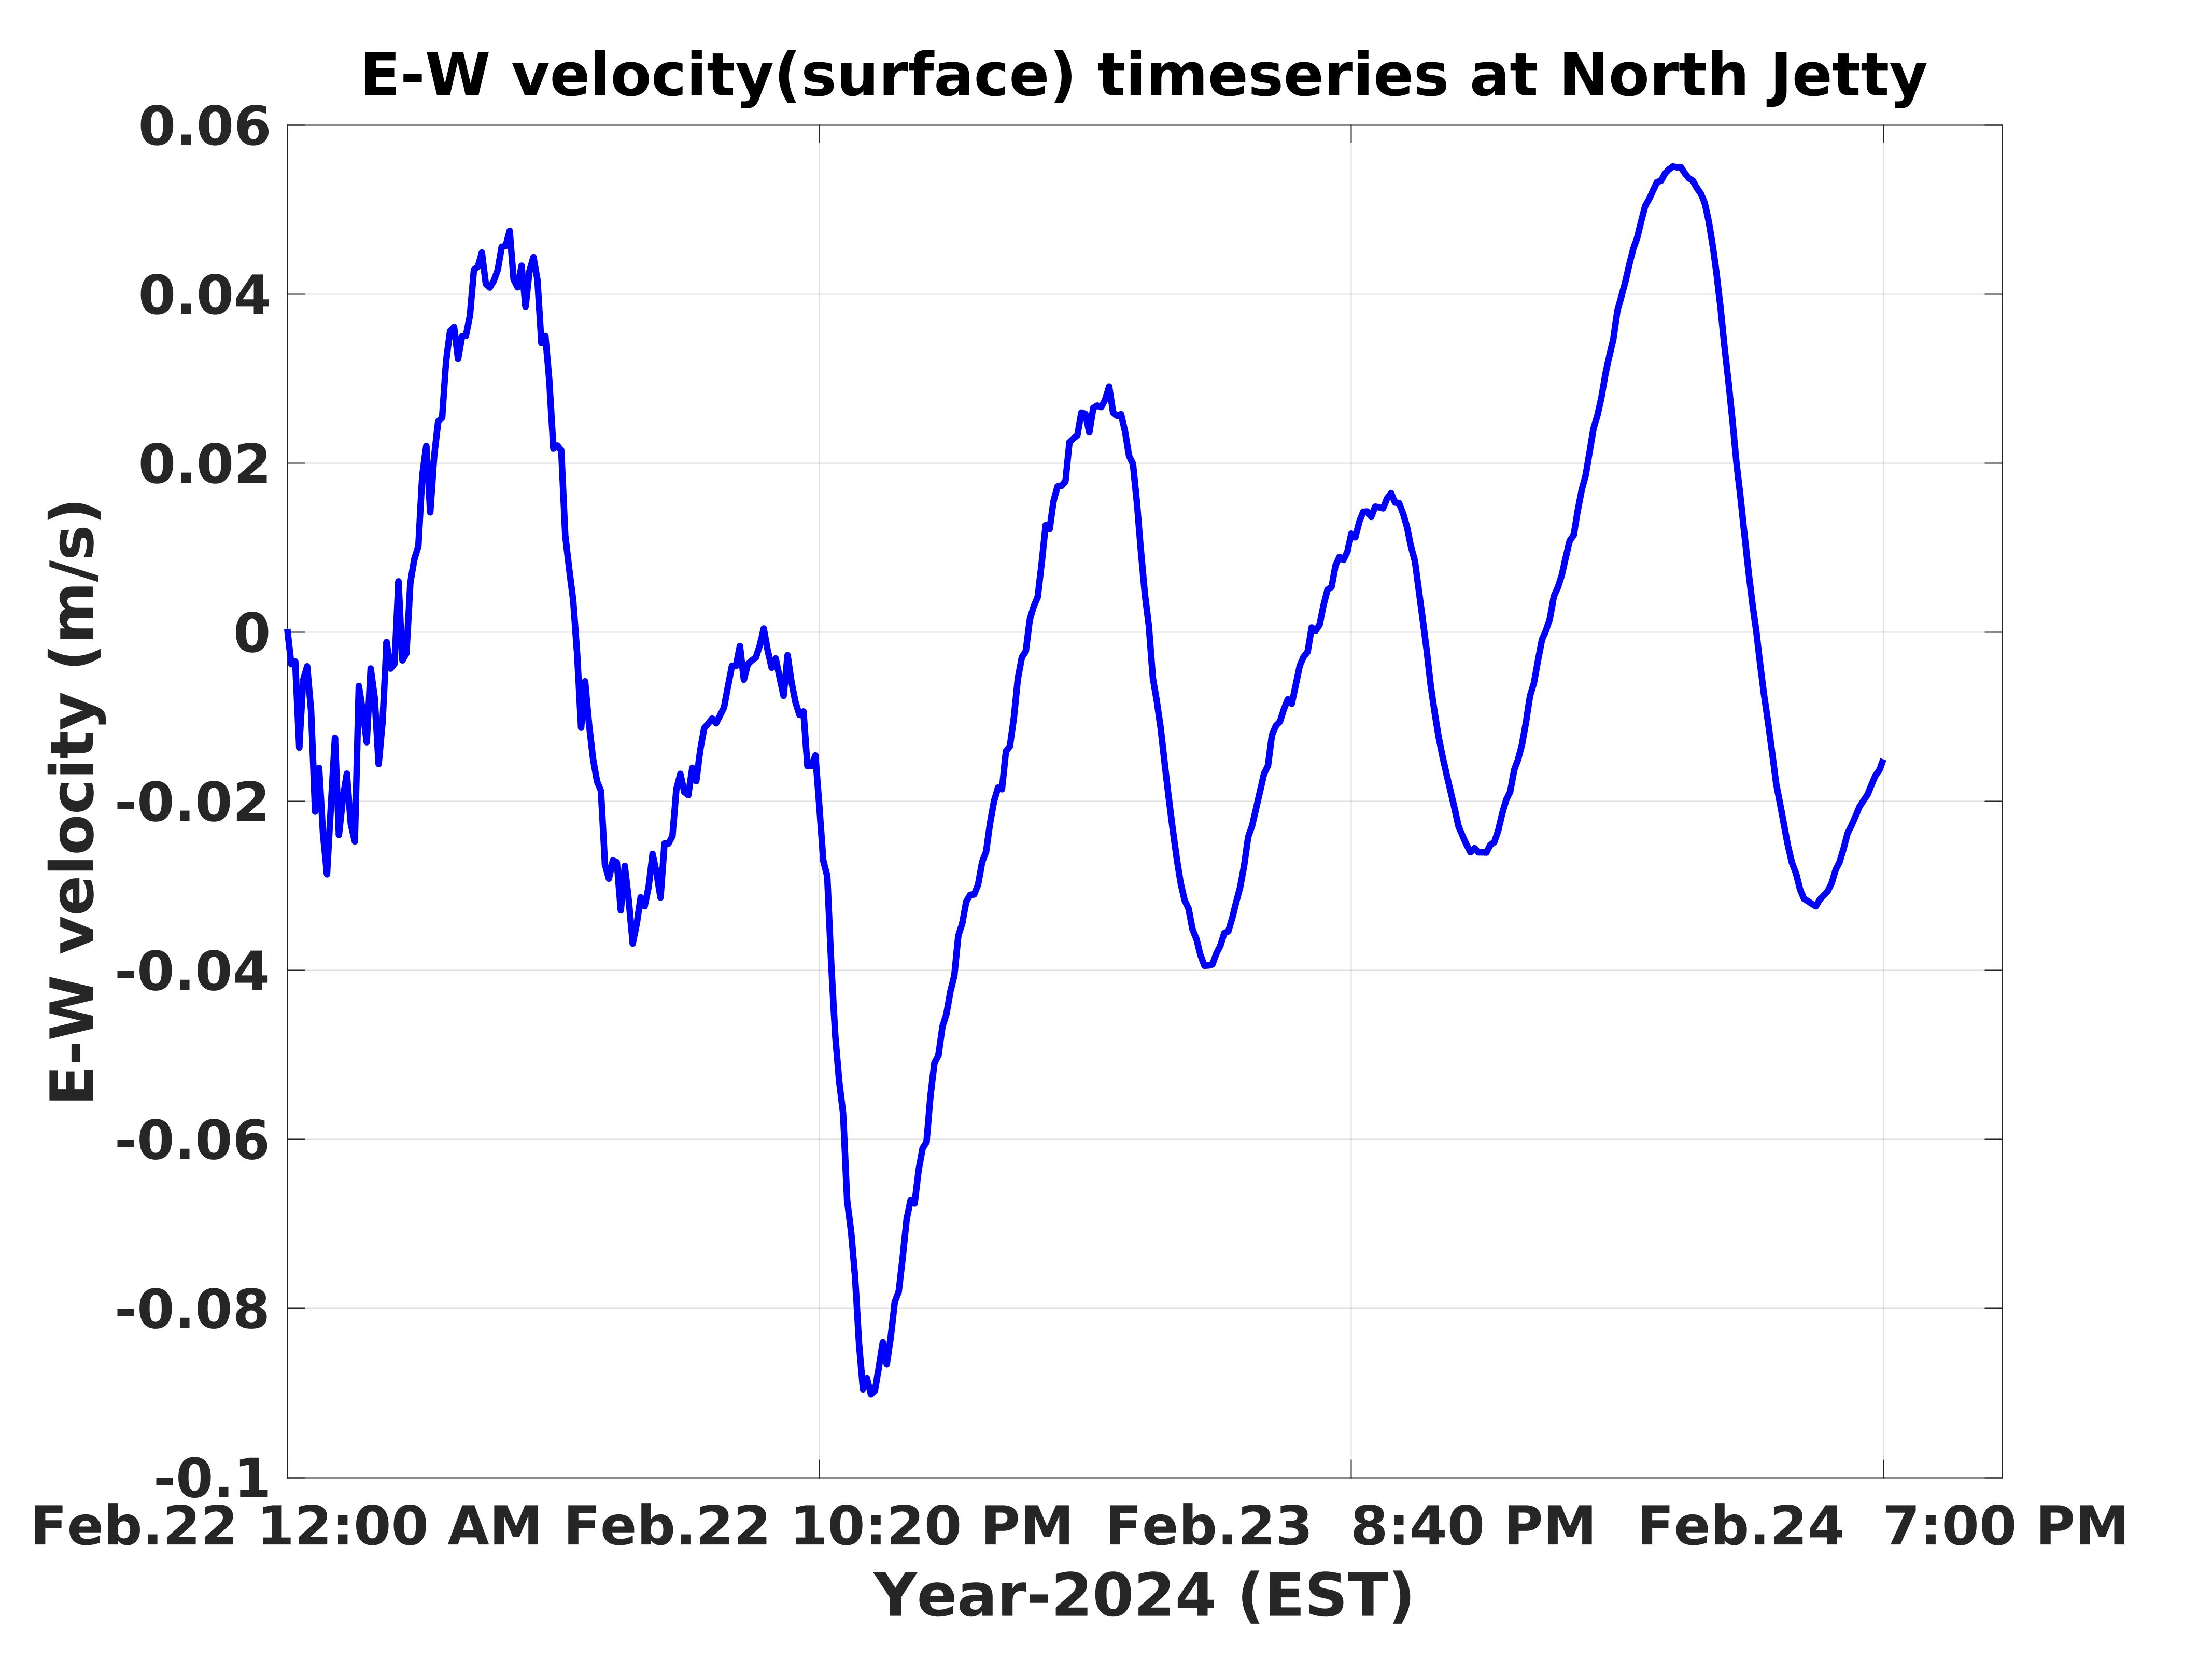 E-W velocity(surface) timeseries at North Jetty
0.06
0.04
0.02
0
-0.02
-0.04
-0.06
-0.08
-0.1
E-W velocity (m/s)
Feb.22 12:00 AM Feb.22 10:20 PM Feb.23 8:40 PM Feb.24 7:00 PM
Year-2024 (EST)